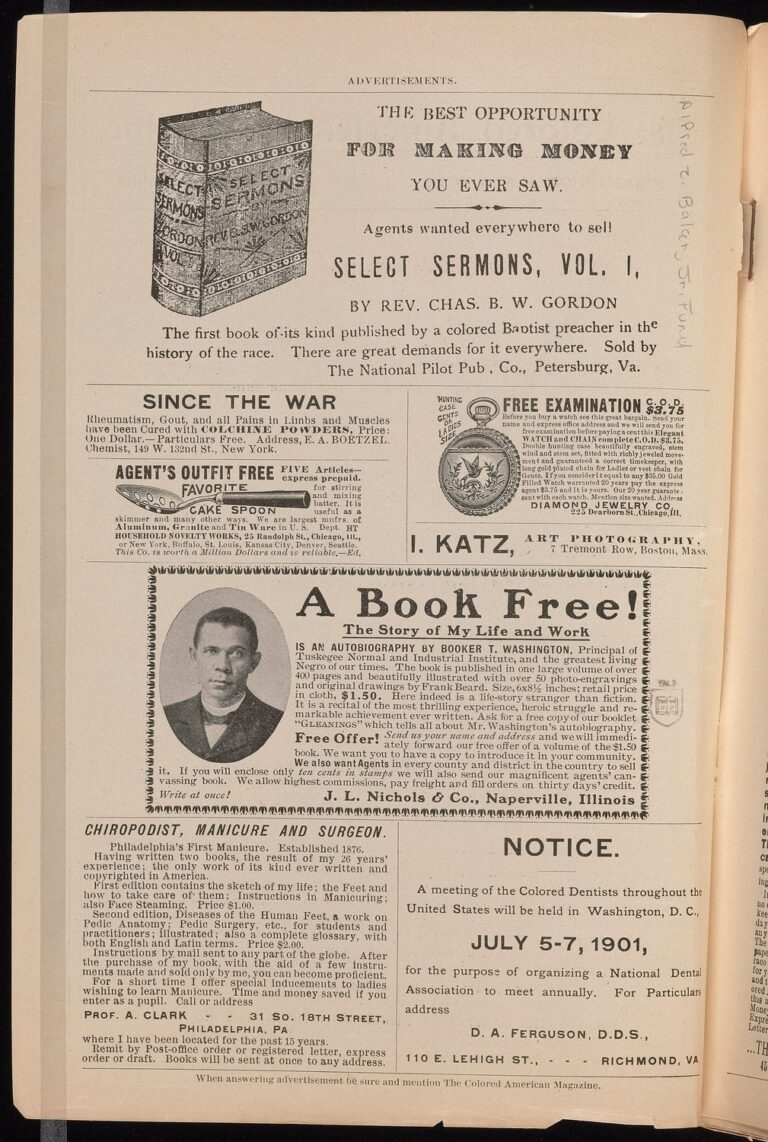 ADVERTISEMENTS.
SELECT SERMONS
GORDON
VOL. I
SELECT SERMONS
REV. C.B.W. GORDON
THE BEST OPPORTUNITY
FOR MAKING MONEY
YOU EVER SAW.
Agents wanted everywhere to sell
SELECT SERMONS, VOL. I,
BY REV. CHAS. B. W. GORDON
The first book of its kind published by a colored Baptist preacher in the
history of the race. There are great demands for it everywhere. Sold by
The National Pilot Pub, Co., Petersburg, Va.
Alfred L. Baker, Jr. Fund
SINCE THE WAR
Rheumatism, Gout, and all Pains in Limbs and Muscles
have been Cured with COLCHINE POWDERS, Price:
One Dollar.—Particulars Free. Address, E. A. BOETZEL.
Chemist, 149 W. 132nd St., New York.
AGENT'S OUTFIT FREE FIVE Articles—
express prepaid.
FAVORITE
CAKE SPOON
for stirring
and mixing
batter. It is
useful as a
skimmer and many other ways. We are largest mnfrs. of
Aluminum, Granite and Tin Ware in U. S. Dept. HT
HOUSEHOLD NOVELTY WORKS, 25 Randolph St., Chicago, Ill.,
or New York, Buffalo, St. Louis, Kansas City, Denver, Seattle.
This Co. is worth a Million Dollars and is reliable.—Ed.
HUNTING
CASE
GENTS
OR
LADIES
SIZE
FREE EXAMINATION C.O.D. $3.75
Before you buy a watch see this great bargain. Send your
name and express office address and we will send you for
free examination before paying a cent this Elegant
WATCH and CHAIN complete C.O.D. $3.75.
Double hunting case beautifully engraved, stem
wind and stem set, fitted with richly jeweled move-
ment and guaranteed a correct timekeeper, with
long gold plated chain for Ladies or vest chain for
Gents. If you consider it equal to any $35.00 Gold
Filled Watch warranted 20 years pay the express
agent $3.75 and it is yours. Our 20 year guarante
sent with each watch. Mention size wanted. Address
DIAMOND JEWELRY CO.
225 Dearborn St., Chicago, Ill.
I. KATZ, ART PHOTOGRAPHY,
7 Tremont Row, Boston, Mass.
A Book Free!
The Story of My Life and Work
IS AN AUTOBIOGRAPHY BY BOOKER T. WASHINGTON, Principal of
Tuskegee Normal and Industrial Institute, and the greatest living
Negro of our times. The book is published in one large volume of over
400 pages and beautifully illustrated with over 50 photo-engravings
and original drawings by Frank Beard. Size, 6x8½ inches; retail price
in cloth, $1.50. Here indeed is a life-story stranger than fiction.
It is a recital of the most thrilling experience, heroic struggle and re-
markable achievement ever written. Ask for a free copy of our booklet
"GLEANINGS" which tells all about Mr. Washington's autobiography.
Free Offer! Send us your name and address and we will immedi-
ately forward our free offer of a volume of the $1.50
book. We want you to have a copy to introduce it in your community.
We also want Agents in every county and district in the country to sell
it. If you will enclose only ten cents in stamps we will also send our magnificent agents' can-
vassing book. We allow highest commissions, pay freight and fill orders on thirty days' credit.
Write at once! J. L. Nichols & Co., Naperville, Illinois
YALE
CHIROPODIST, MANICURE AND SURGEON.
Philadelphia's First Manicure. Established 1876.
Having written two books, the result of my 26 years'
experience; the only work of its kind ever written and
copyrighted in America.
First edition contains the sketch of my life; the Feet and
how to take care of them; Instructions in Manicuring;
also Face Steaming. Price $1.00.
Second edition, Diseases of the Human Feet, a work on
Pedic Anatomy; Pedic Surgery, etc., for students and
practitioners; illustrated; also a complete glossary, with
both English and Latin terms. Price $2.00.
Instructions by mail sent to any part of the globe. After
the purchase of my book, with the aid of a few instru-
ments made and sold only by me, you can become proficient.
For a short time I offer special inducements to ladies
wishing to learn Manicure. Time and money saved if you
enter as a pupil. Call or address
PROF. A. CLARK - - 31 SO. 18TH STREET,
PHILADELPHIA, PA.
where I have been located for the past 15 years.
Remit by Post-office order or registered letter, express
order or draft. Books will be sent at once to any address.
NOTICE.
A meeting of the Colored Dentists throughout the
United States will be held in Washington, D. C.,
JULY 5-7, 1901,
for the purpose of organizing a National Dental
Association to meet annually. For Particulars
address
D. A. FERGUSON, D.D.S.,
110 E. LEHIGH ST., - - - RICHMOND, VA
When answering advertisement be sure and mention The Colored American Magazine.